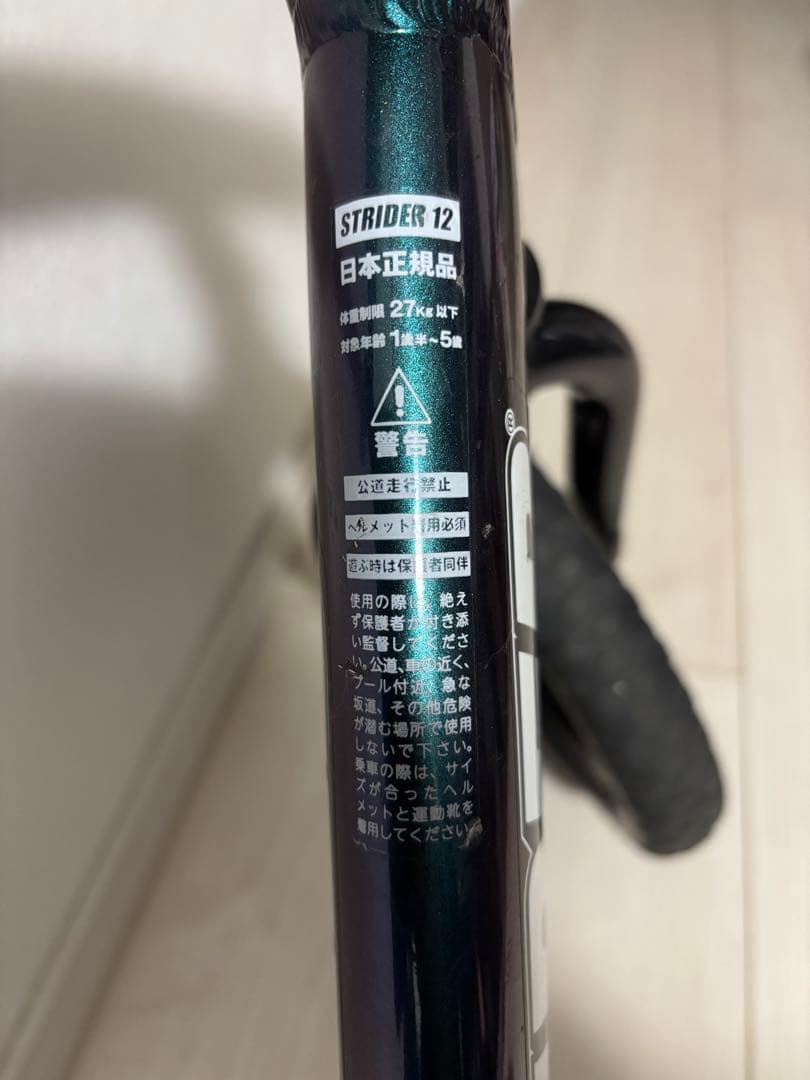 STRIDER 12
日本正規品
体重制限 27Kg 以下
対象年齢 1歳半～5歳
警告
公道走行禁止
ヘルメット着用必須
遊ぶ時は保護者同伴
使用の際は、絶え
ず保護者が付き添
い監督してくださ
い。公道、車の近く、
プール付近、急な
坂道、その他危険
が潜む場所で使用
しないで下さい。
乗車の際は、サイ
ズが合ったヘル
メットと運動靴を
着用してください
®